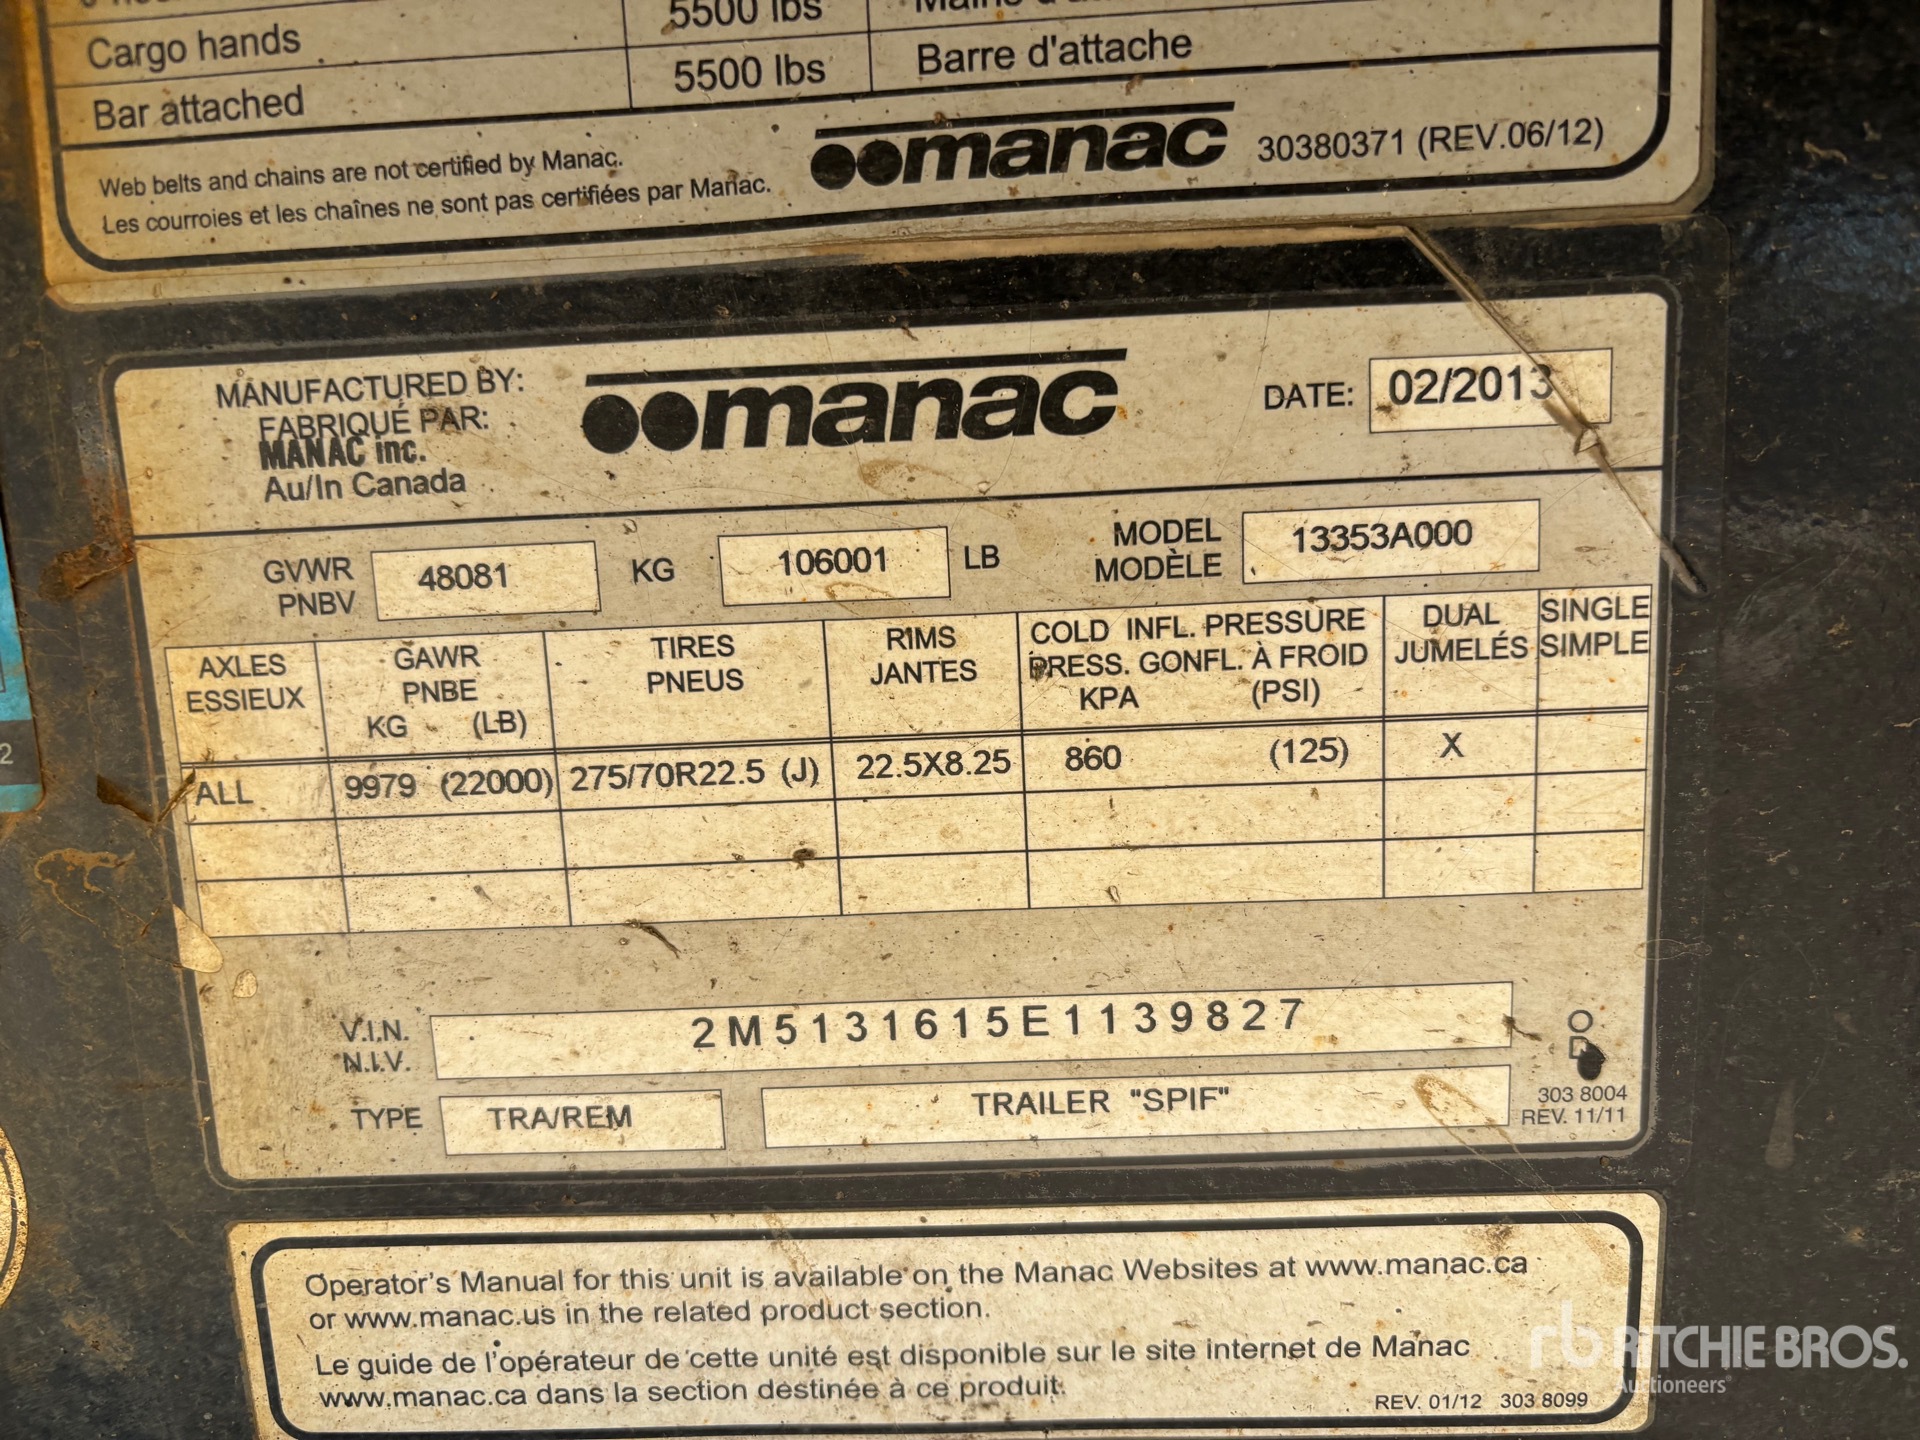 5500 lbs
Cargo hands
5500 lbs
Barre d'attache
Bar attached
Web belts and chains are not certified by Manac.
Les courroies et les chaînes ne sont pas certifiées par Manac.
manac 30380371 (REV.06/12)
MANUFACTURED BY:
FABRIQUÉ PAR:
MANAC inc.
Au/In Canada
manac
DATE: 02/2013
GVWR
PNBV
48081 KG 106001 LB
MODEL
MODÈLE
13353A000
AXLES
ESSIEUX
GAWR
PNBE
KG (LB)
TIRES
PNEUS
RIMS
JANTES
COLD INFL. PRESSURE
PRESS. GONFL. À FROID
KPA (PSI)
DUAL
JUMELÉS
SINGLE
SIMPLE
ALL 9979 (22000) 275/70R22.5 (J) 22.5X8.25 860 (125) X
V.I.N.
N.I.V.
2M5131615E1139827
TYPE TRA/REM TRAILER "SPIF"
303 8004
REV. 11/11
Operator's Manual for this unit is available on the Manac Websites at www.manac.ca
or www.manac.us in the related product section.
Le guide de l'opérateur de cette unité est disponible sur le site internet de Manac
www.manac.ca dans la section destinée à ce produit.
REV. 01/12 303 8099
rb RITCHIE BROS.
Auctioneers
2